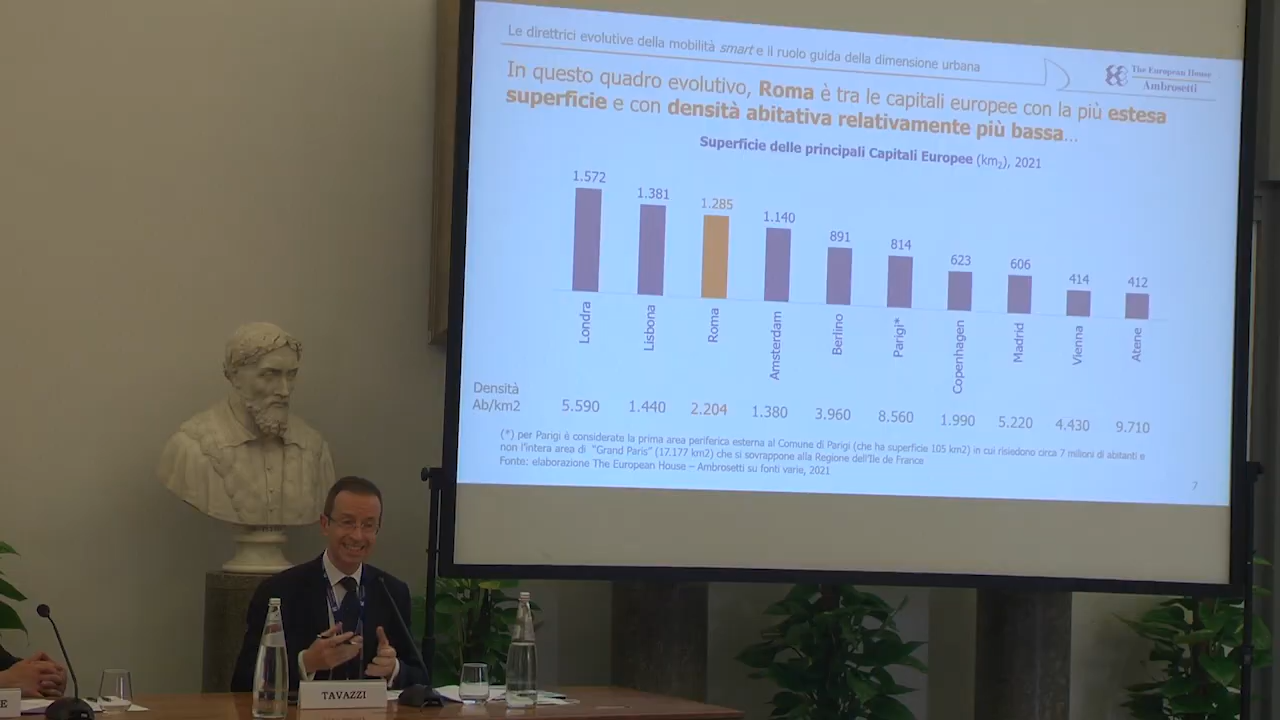 Le direttrici evolutive della mobilità smart e il ruolo guida della dimensione urbana
The European House
Ambrosetti
In questo quadro evolutivo, Roma è tra le capitali europee con la più estesa
superficie e con densità abitativa relativamente più bassa...
Superficie delle principali Capitali Europee (km2), 2021
1.572 1.381 1.285 1.140 891 814 623 606 414 412
Londra Lisbona Roma Amsterdam Berlino Parigi* Copenhagen Madrid Vienna Atene
Densità
Ab/km2 5.590 1.440 2.204 1.380 3.960 8.560 1.990 5.220 4.430 9.710
(*) per Parigi è considerate la prima area periferica esterna al Comune di Parigi (che ha superficie 105 km2) in cui risiedono circa 7 milioni di abitanti e
non l'intera area di "Grand Paris" (17.177 km2) che si sovrappone alla Regione dell'Ile de France
Fonte: elaborazione The European House – Ambrosetti su fonti varie, 2021
7
TAVAZZI
E